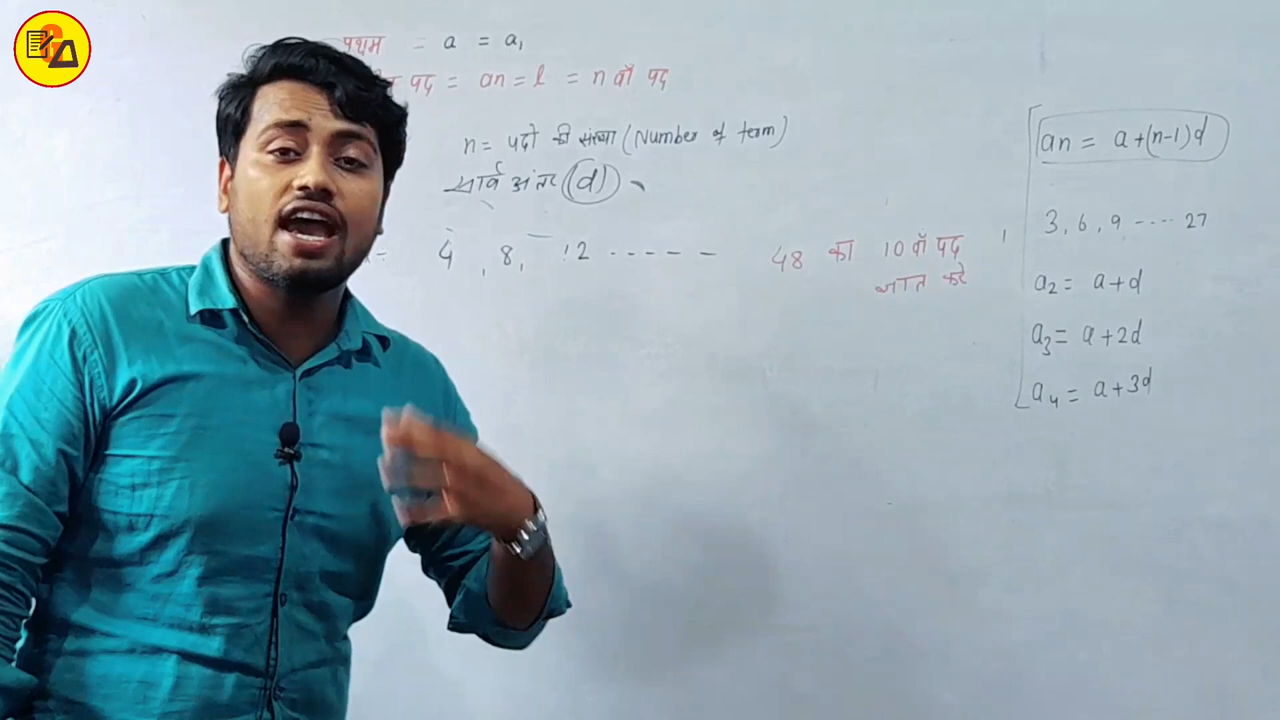 प्रथम = a = a₁
पद = an = l = n वाँ पद
n = पदो की संख्या (Number of term)
सार्व अंतर (d)
4, 8, 12 ----- 48 का 10 वाँ पद
ज्ञात करे
an = a+(n-1)d
3, 6, 9 ---- 27
a₂ = a+d
a₃ = a+2d
a₄ = a+3d